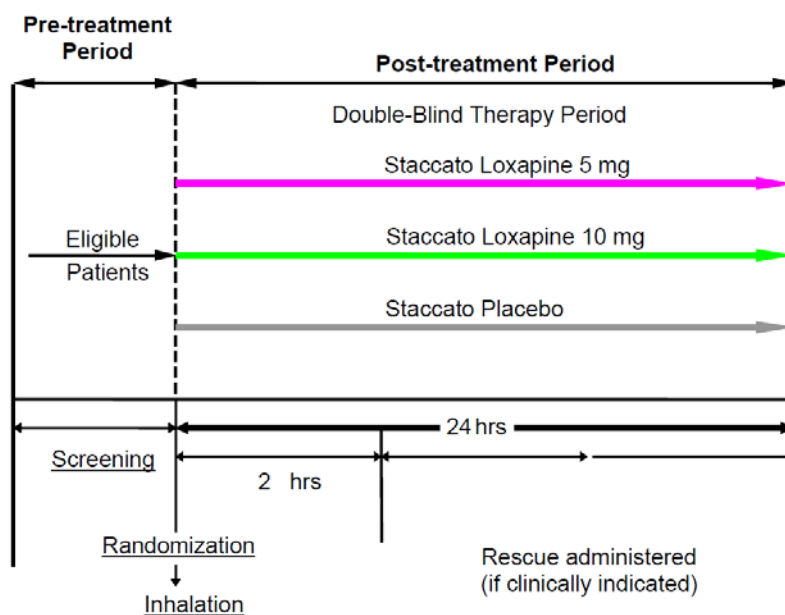 Pre-treatment
Period
Post-treatment Period
Double-Blind Therapy Period
Staccato Loxapine 5 mg
Eligible
Patients
Staccato Loxapine 10 mg
Staccato Placebo
24 hrs
Screening
2 hrs
Randomization
Inhalation
Rescue administered
(if clinically indicated)